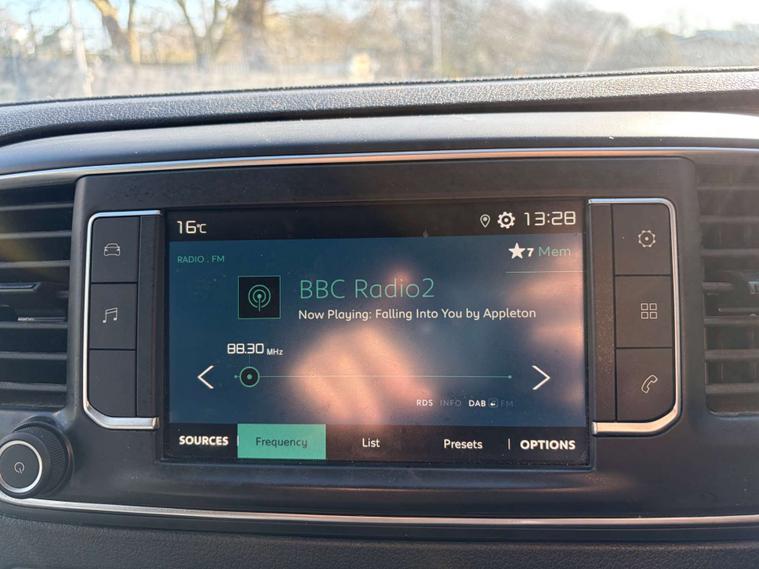 16°C 13:28
RADIO . FM 7 Mem
BBC Radio2
Now Playing: Falling Into You by Appleton
88.30 MHz
RDS INFO DAB FM
SOURCES Frequency List Presets OPTIONS